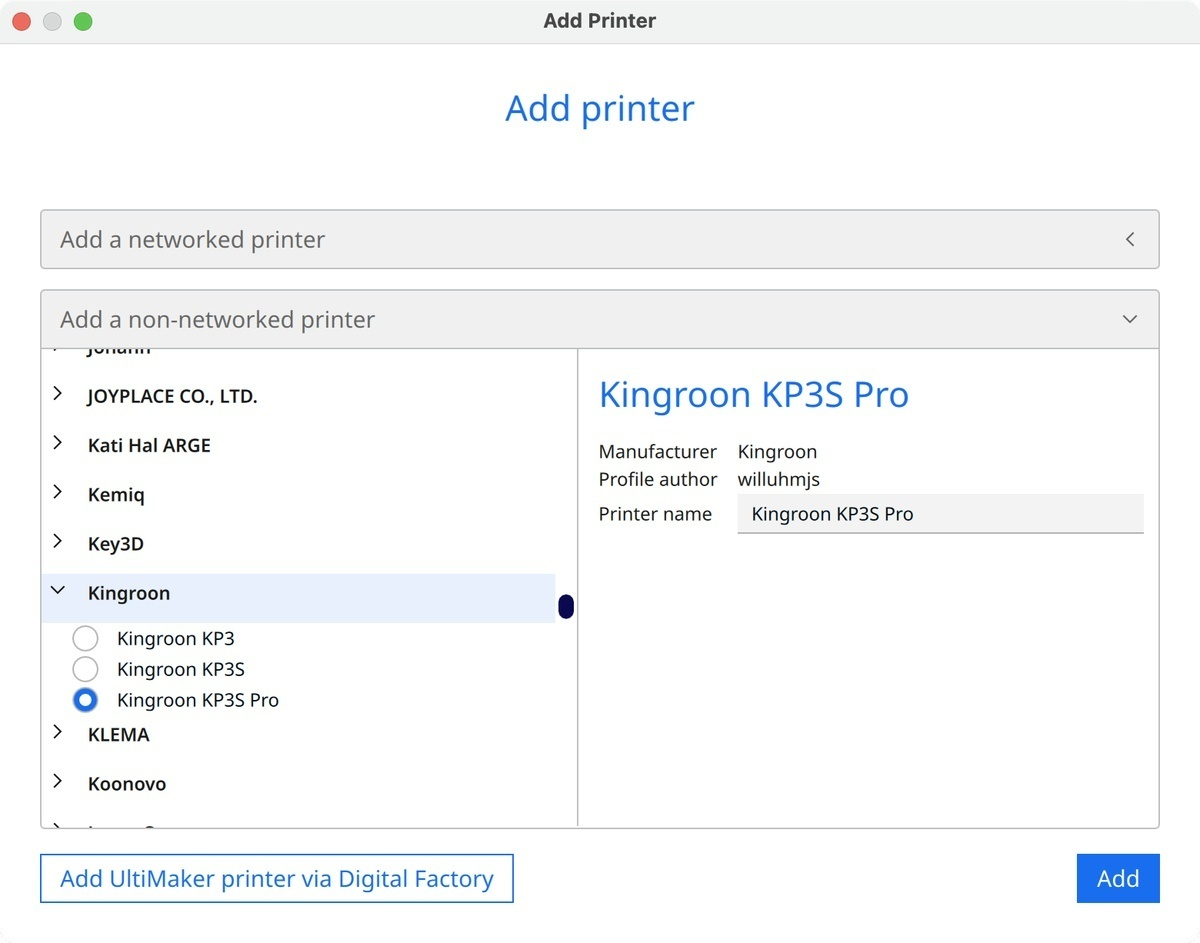 Add Printer
Add printer
Add a networked printer
Add a non-networked printer
Johann
JOYPLACE CO., LTD.
Kati Hal ARGE
Kemiq
Key3D
Kingroon
Kingroon KP3
Kingroon KP3S
Kingroon KP3S Pro
KLEMA
Koonovo
Kingroon KP3S Pro
Manufacturer Kingroon
Profile author willuhmjs
Printer name Kingroon KP3S Pro
Add UltiMaker printer via Digital Factory
Add